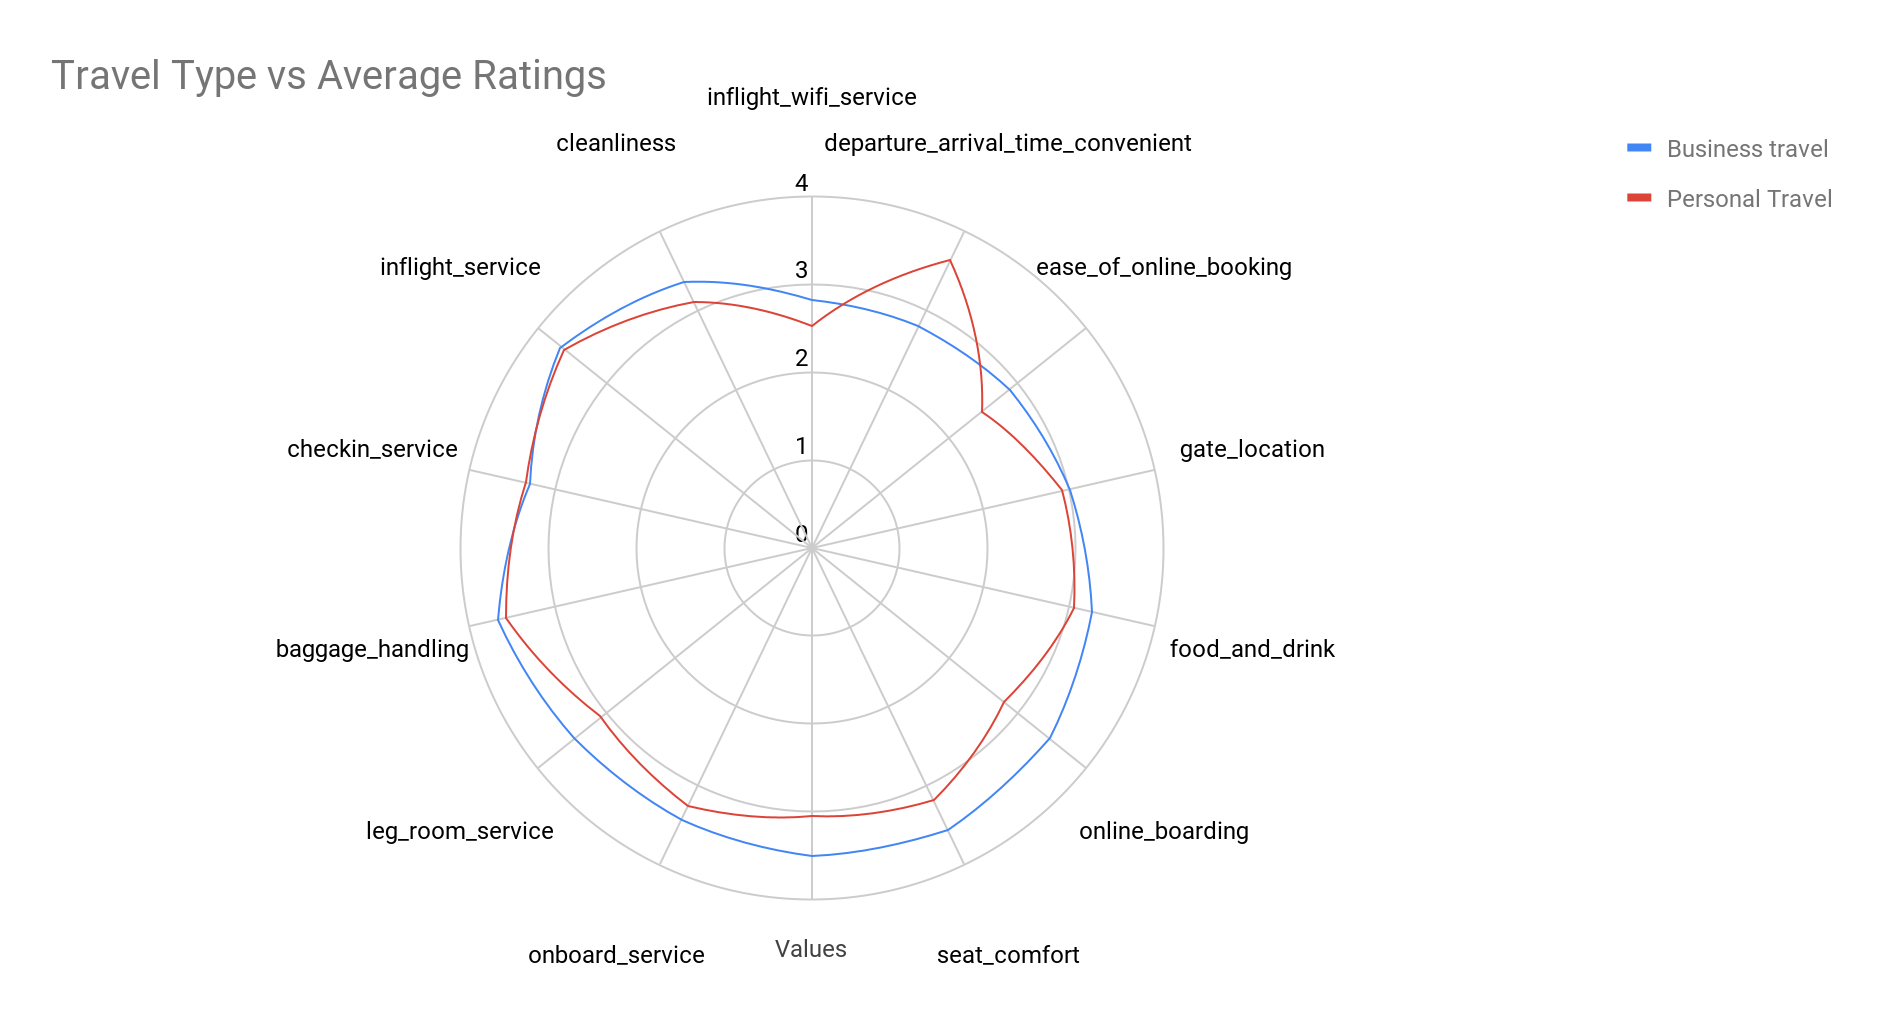 Travel Type vs Average Ratings
inflight_wifi_service
cleanliness
departure_arrival_time_convenient
Business travel
4
Personal Travel
inflight_service
3
ease_of_online_booking
2
checkin_service
1
gate_location
0
baggage_handling
food_and_drink
leg_room_service
online_boarding
onboard_service
Values
seat_comfort